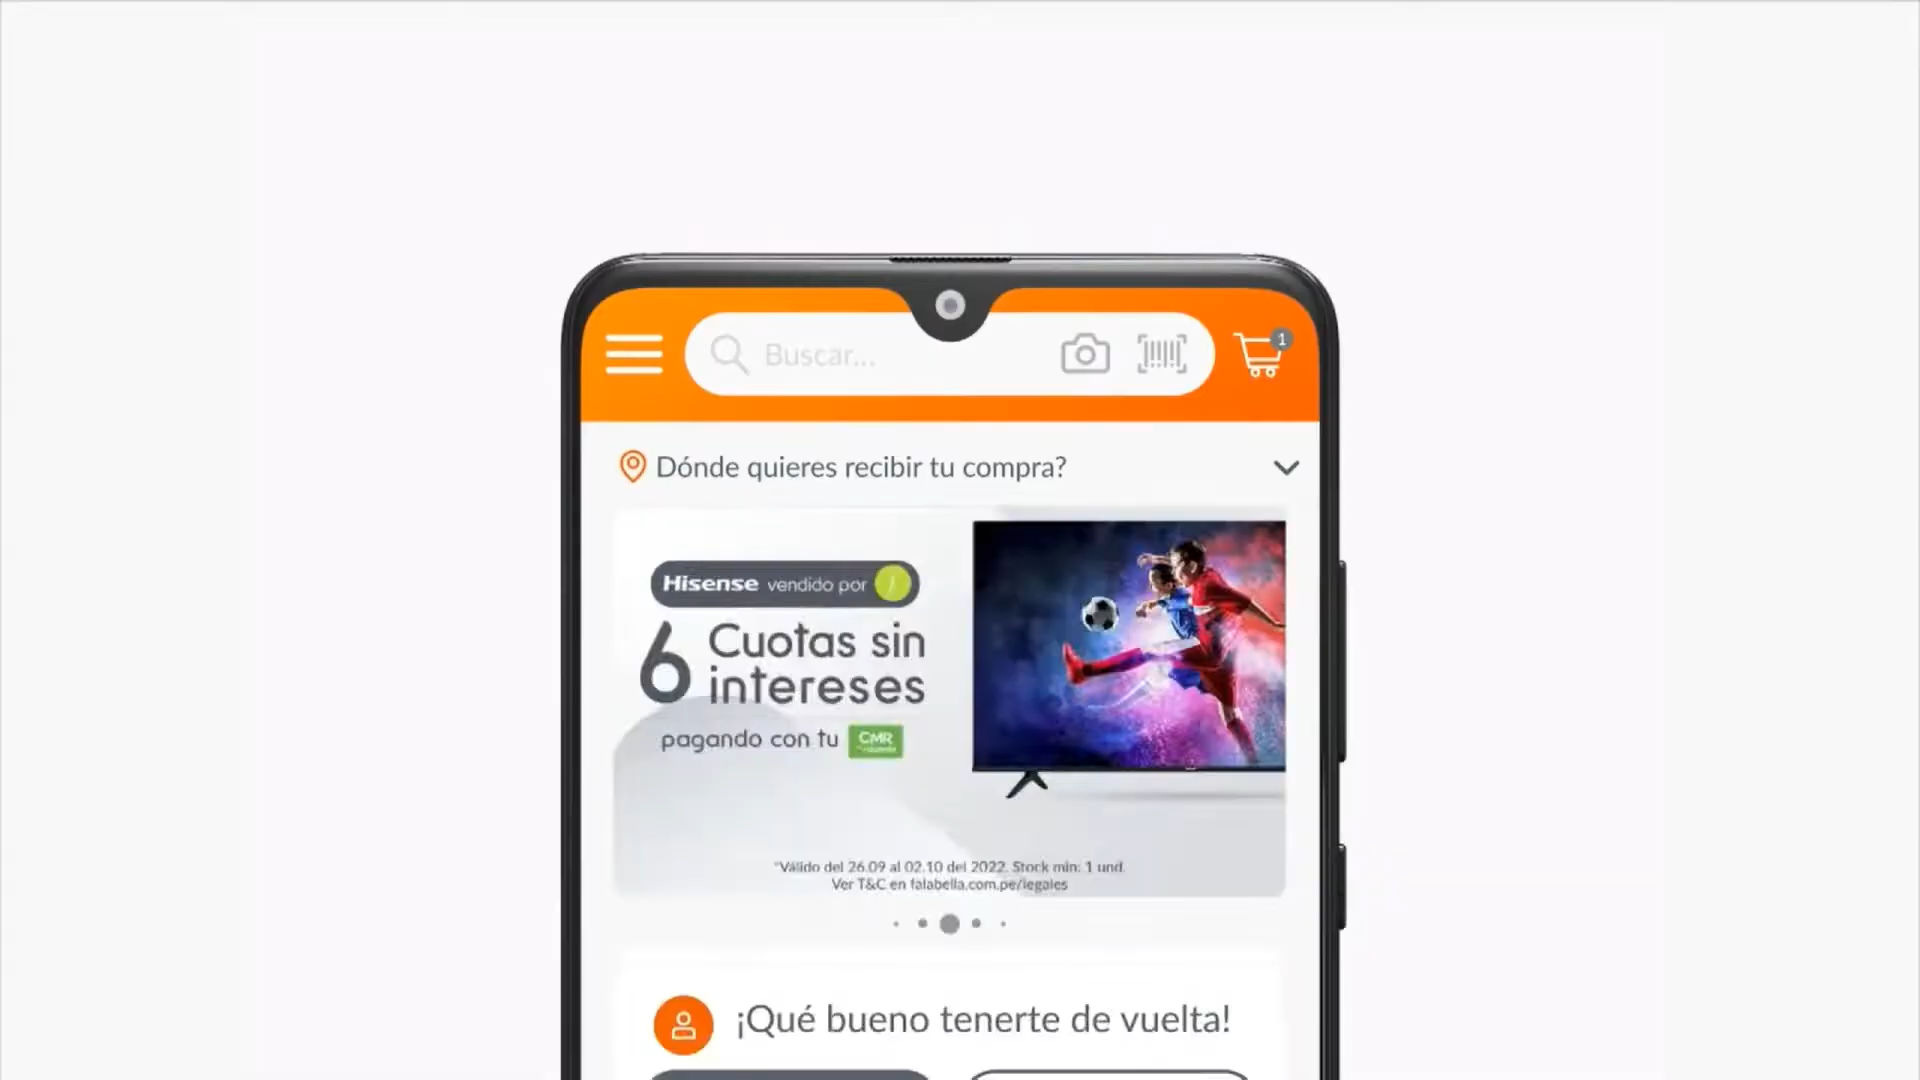 Buscar...
1
Dónde quieres recibir tu compra?
Hisense vendido por
6 Cuotas sin
intereses
pagando con tu CMR
*Válido del 26.09 al 02.10 del 2022. Stock min: 1 und.
Ver T&C en falabella.com.pe/legales
¡Qué bueno tenerte de vuelta!